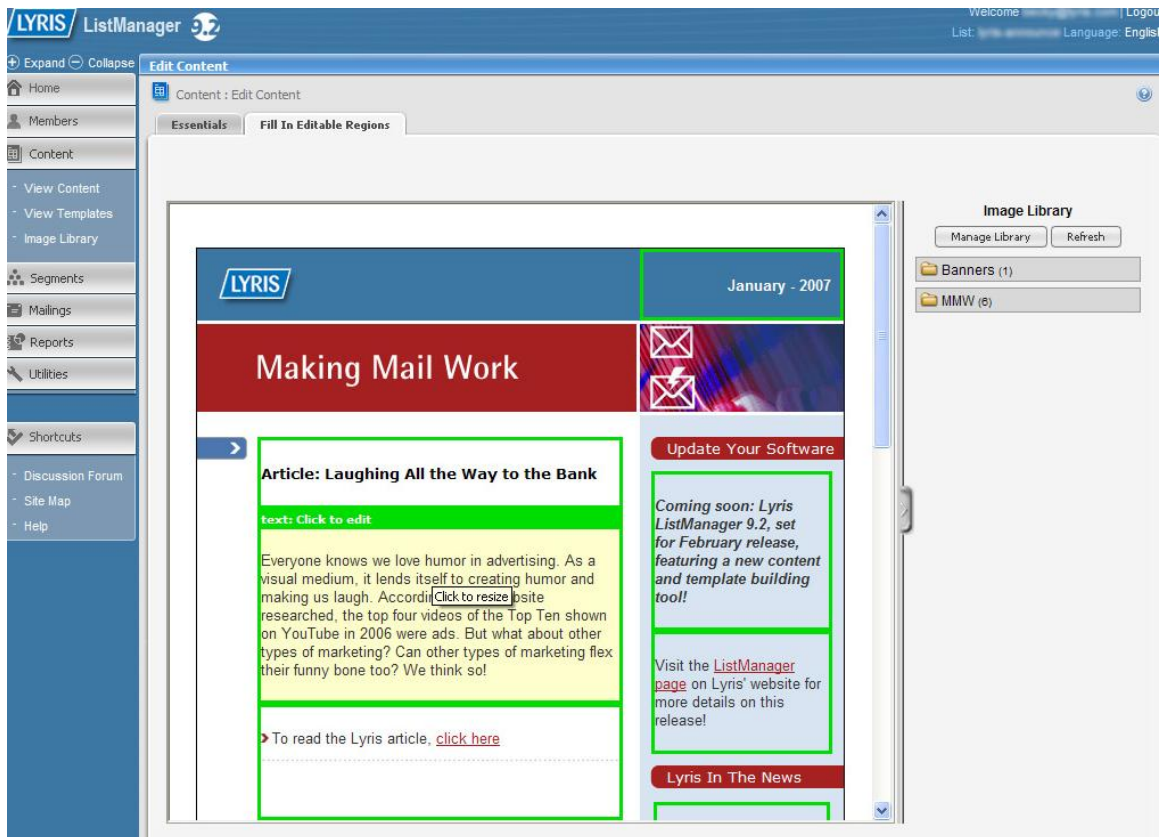 LYRIS ListManager 9.2
Welcome | Logou
List: Language: English
Expand Collapse
Edit Content
Home
Members
Content
- View Content
- View Templates
- Image Library
Segments
Mailings
Reports
Utilities
Shortcuts
- Discussion Forum
- Site Map
- Help
Content : Edit Content
Essentials
Fill In Editable Regions
LYRIS
January - 2007
Making Mail Work
Article: Laughing All the Way to the Bank
text: Click to edit
Everyone knows we love humor in advertising. As a
visual medium, it lends itself to creating humor and
making us laugh. Accordin bsite
Click to resize
researched, the top four videos of the Top Ten shown
on YouTube in 2006 were ads. But what about other
types of marketing? Can other types of marketing flex
their funny bone too? We think so!
To read the Lyris article, click here
Update Your Software
Coming soon: Lyris
ListManager 9.2, set
for February release,
featuring a new content
and template building
tool!
Visit the ListManager
page on Lyris' website for
more details on this
release!
Lyris In The News
Image Library
Manage Library
Refresh
Banners (1)
MMW (6)